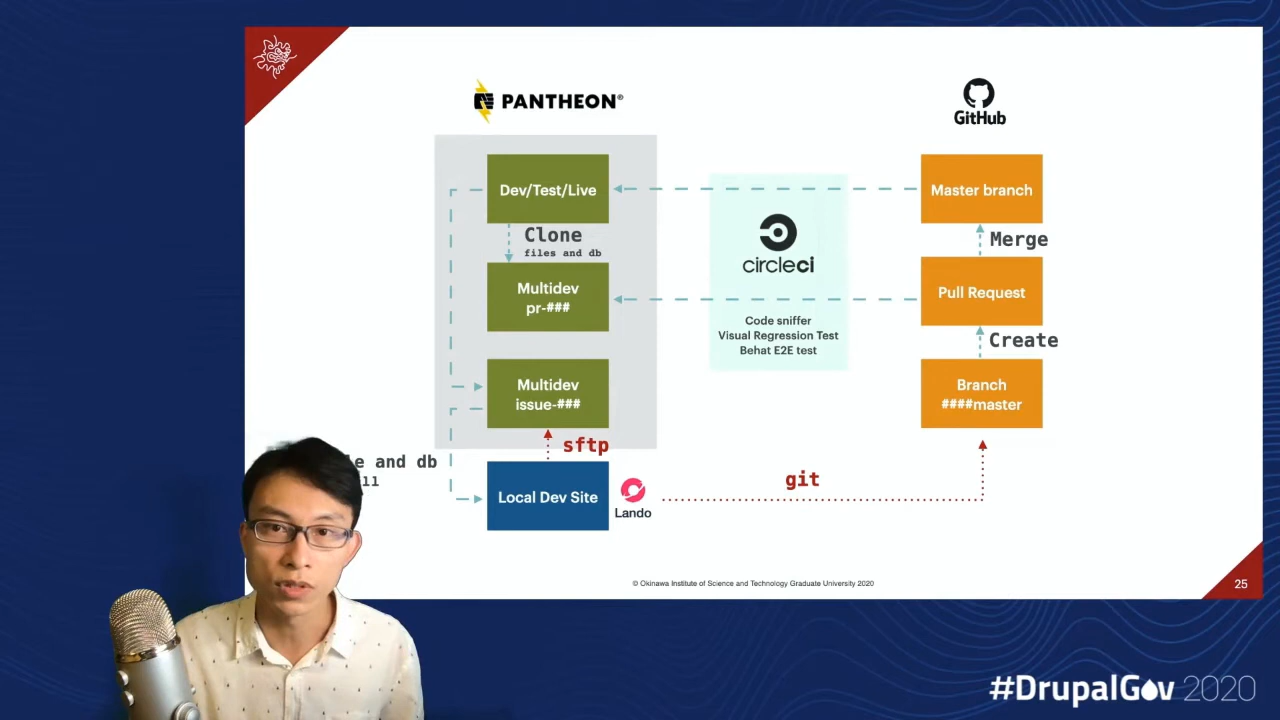 PANTHEON®
GitHub
Dev/Test/Live
Master branch
Clone
files and db
circleci
Merge
Multidev
pr-###
Pull Request
Code sniffer
Visual Regression Test
Behat E2E test
Create
Multidev
issue-###
Branch
####master
sftp
and db
git
Local Dev Site
Lando
© Okinawa Institute of Science and Technology Graduate University 2020
25
#DrupalGov 2020